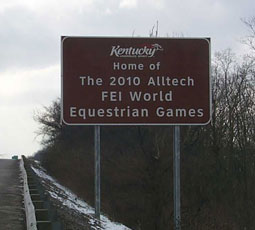 Kentucky
Home of
The 2010 Alltech
FEI World
Equestrian Games